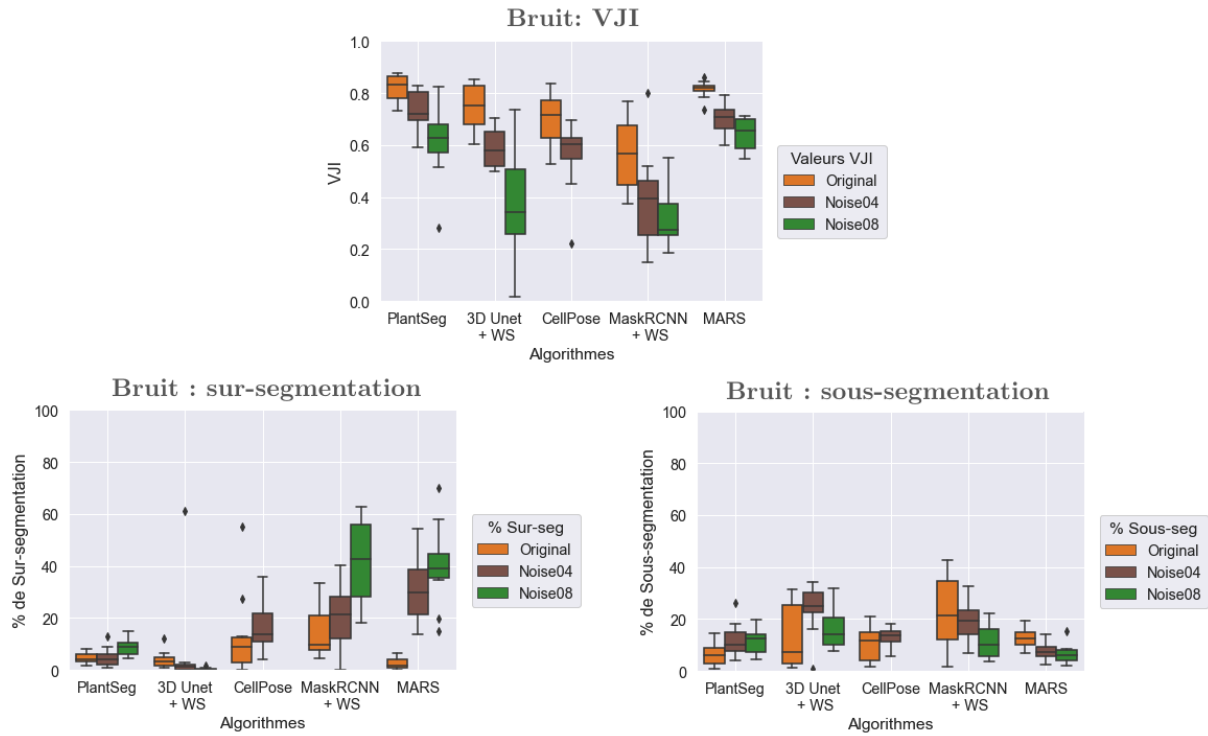 Bruit: VJI
1.0
0.8
0.6
0.4
0.2
0.0
VJI
PlantSeg
3D Unet
+ WS
CellPose
MaskRCNN
+ WS
MARS
Algorithmes
Valeurs VJI
Original
Noise04
Noise08
Bruit : sur-segmentation
100
80
60
40
20
0
% de Sur-segmentation
PlantSeg
3D Unet
+ WS
CellPose
MaskRCNN
+ WS
MARS
Algorithmes
% Sur-seg
Original
Noise04
Noise08
Bruit : sous-segmentation
100
80
60
40
20
0
% de Sous-segmentation
PlantSeg
3D Unet
+ WS
CellPose
MaskRCNN
+ WS
MARS
Algorithmes
% Sous-seg
Original
Noise04
Noise08